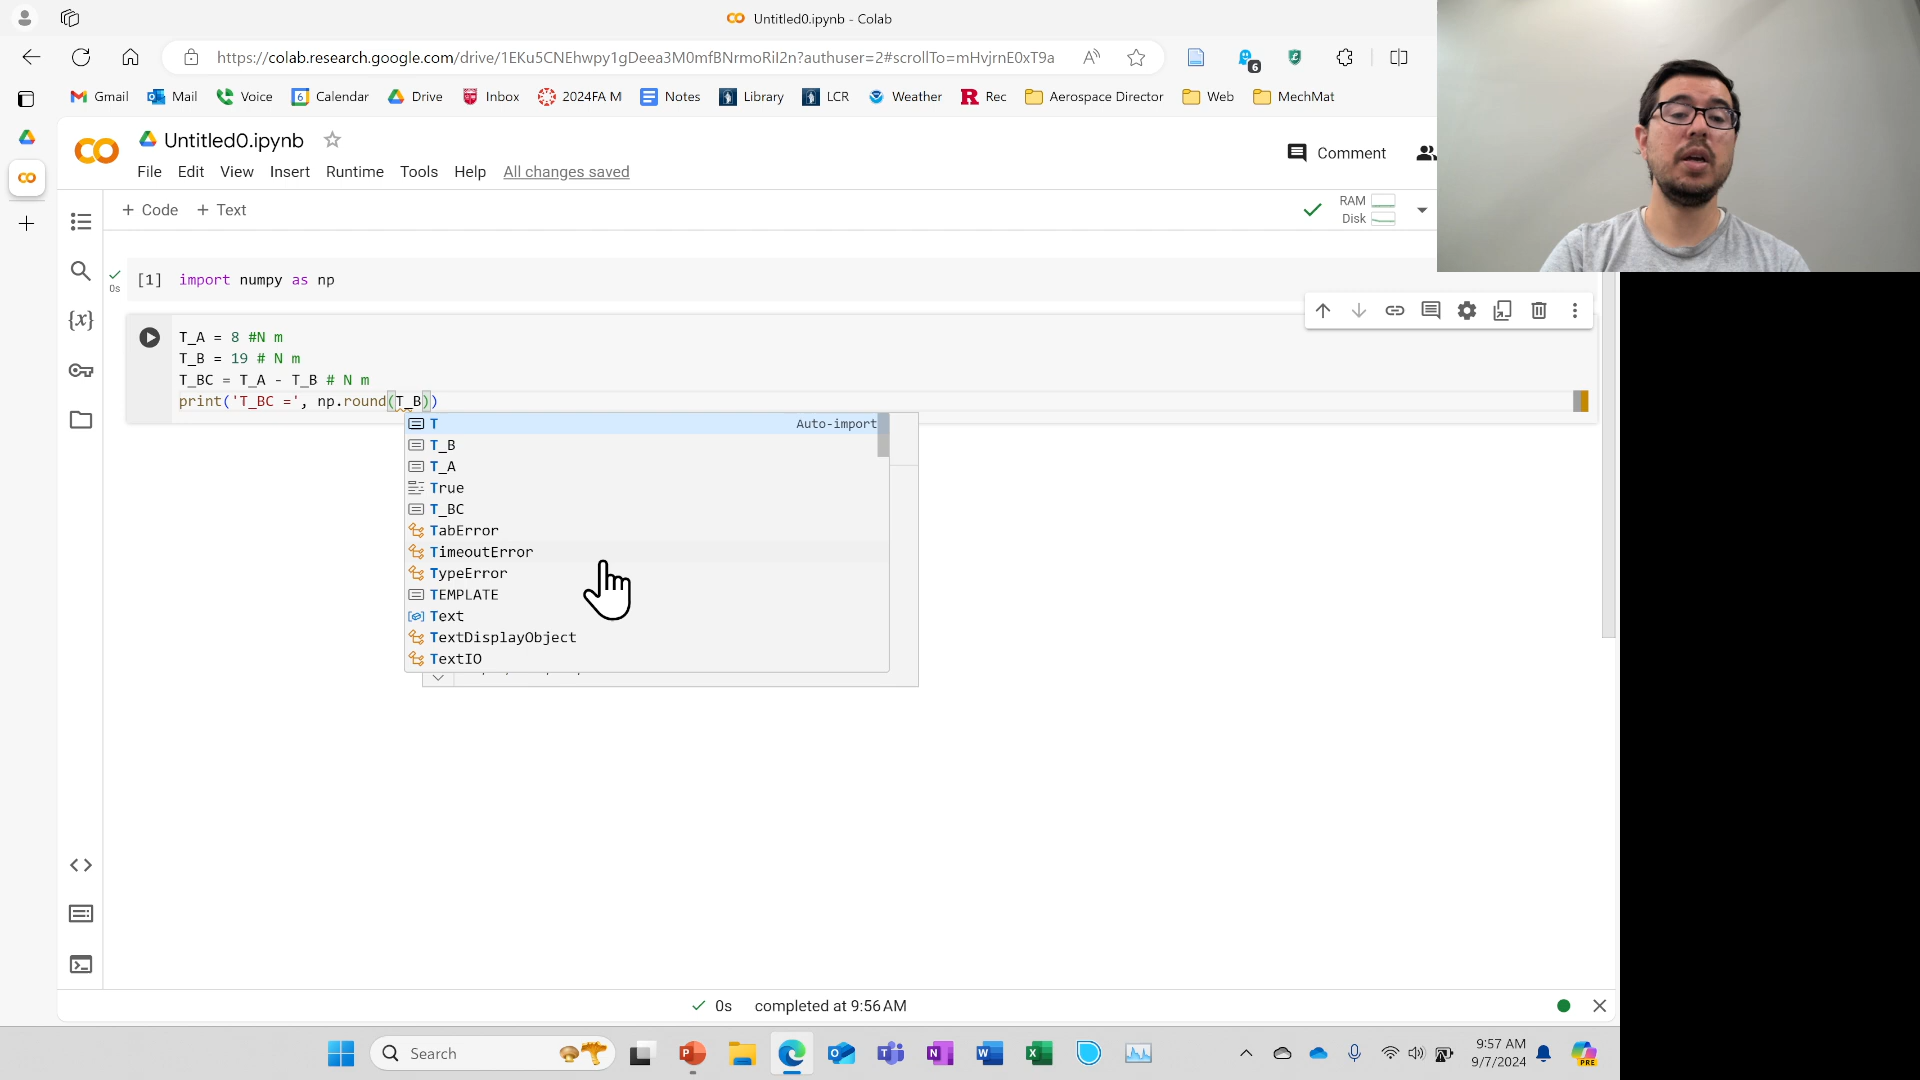 Untitled0.ipynb - Colab
https://colab.research.google.com/drive/1EKu5CNEhwpy1gDeea3M0mfBNrmoRiI2n?authuser=2#scrollTo=mHvjrnE0xT9a
6
Gmail Mail Voice Calendar Drive Inbox 2024FA M Notes Library LCR Weather Rec Aerospace Director Web MechMat
Untitled0.ipynb
Comment
File Edit View Insert Runtime Tools Help All changes saved
+ Code + Text
RAM
Disk
[1] import numpy as np
0s
T_A = 8 #N m
T_B = 19 # N m
T_BC = T_A - T_B # N m
print('T_BC =', np.round(T_B))
T Auto-import
T_B
T_A
True
T_BC
TabError
TimeoutError
TypeError
TEMPLATE
Text
TextDisplayObject
TextIO
0s completed at 9:56 AM
Search
9:57 AM
9/7/2024
PRE